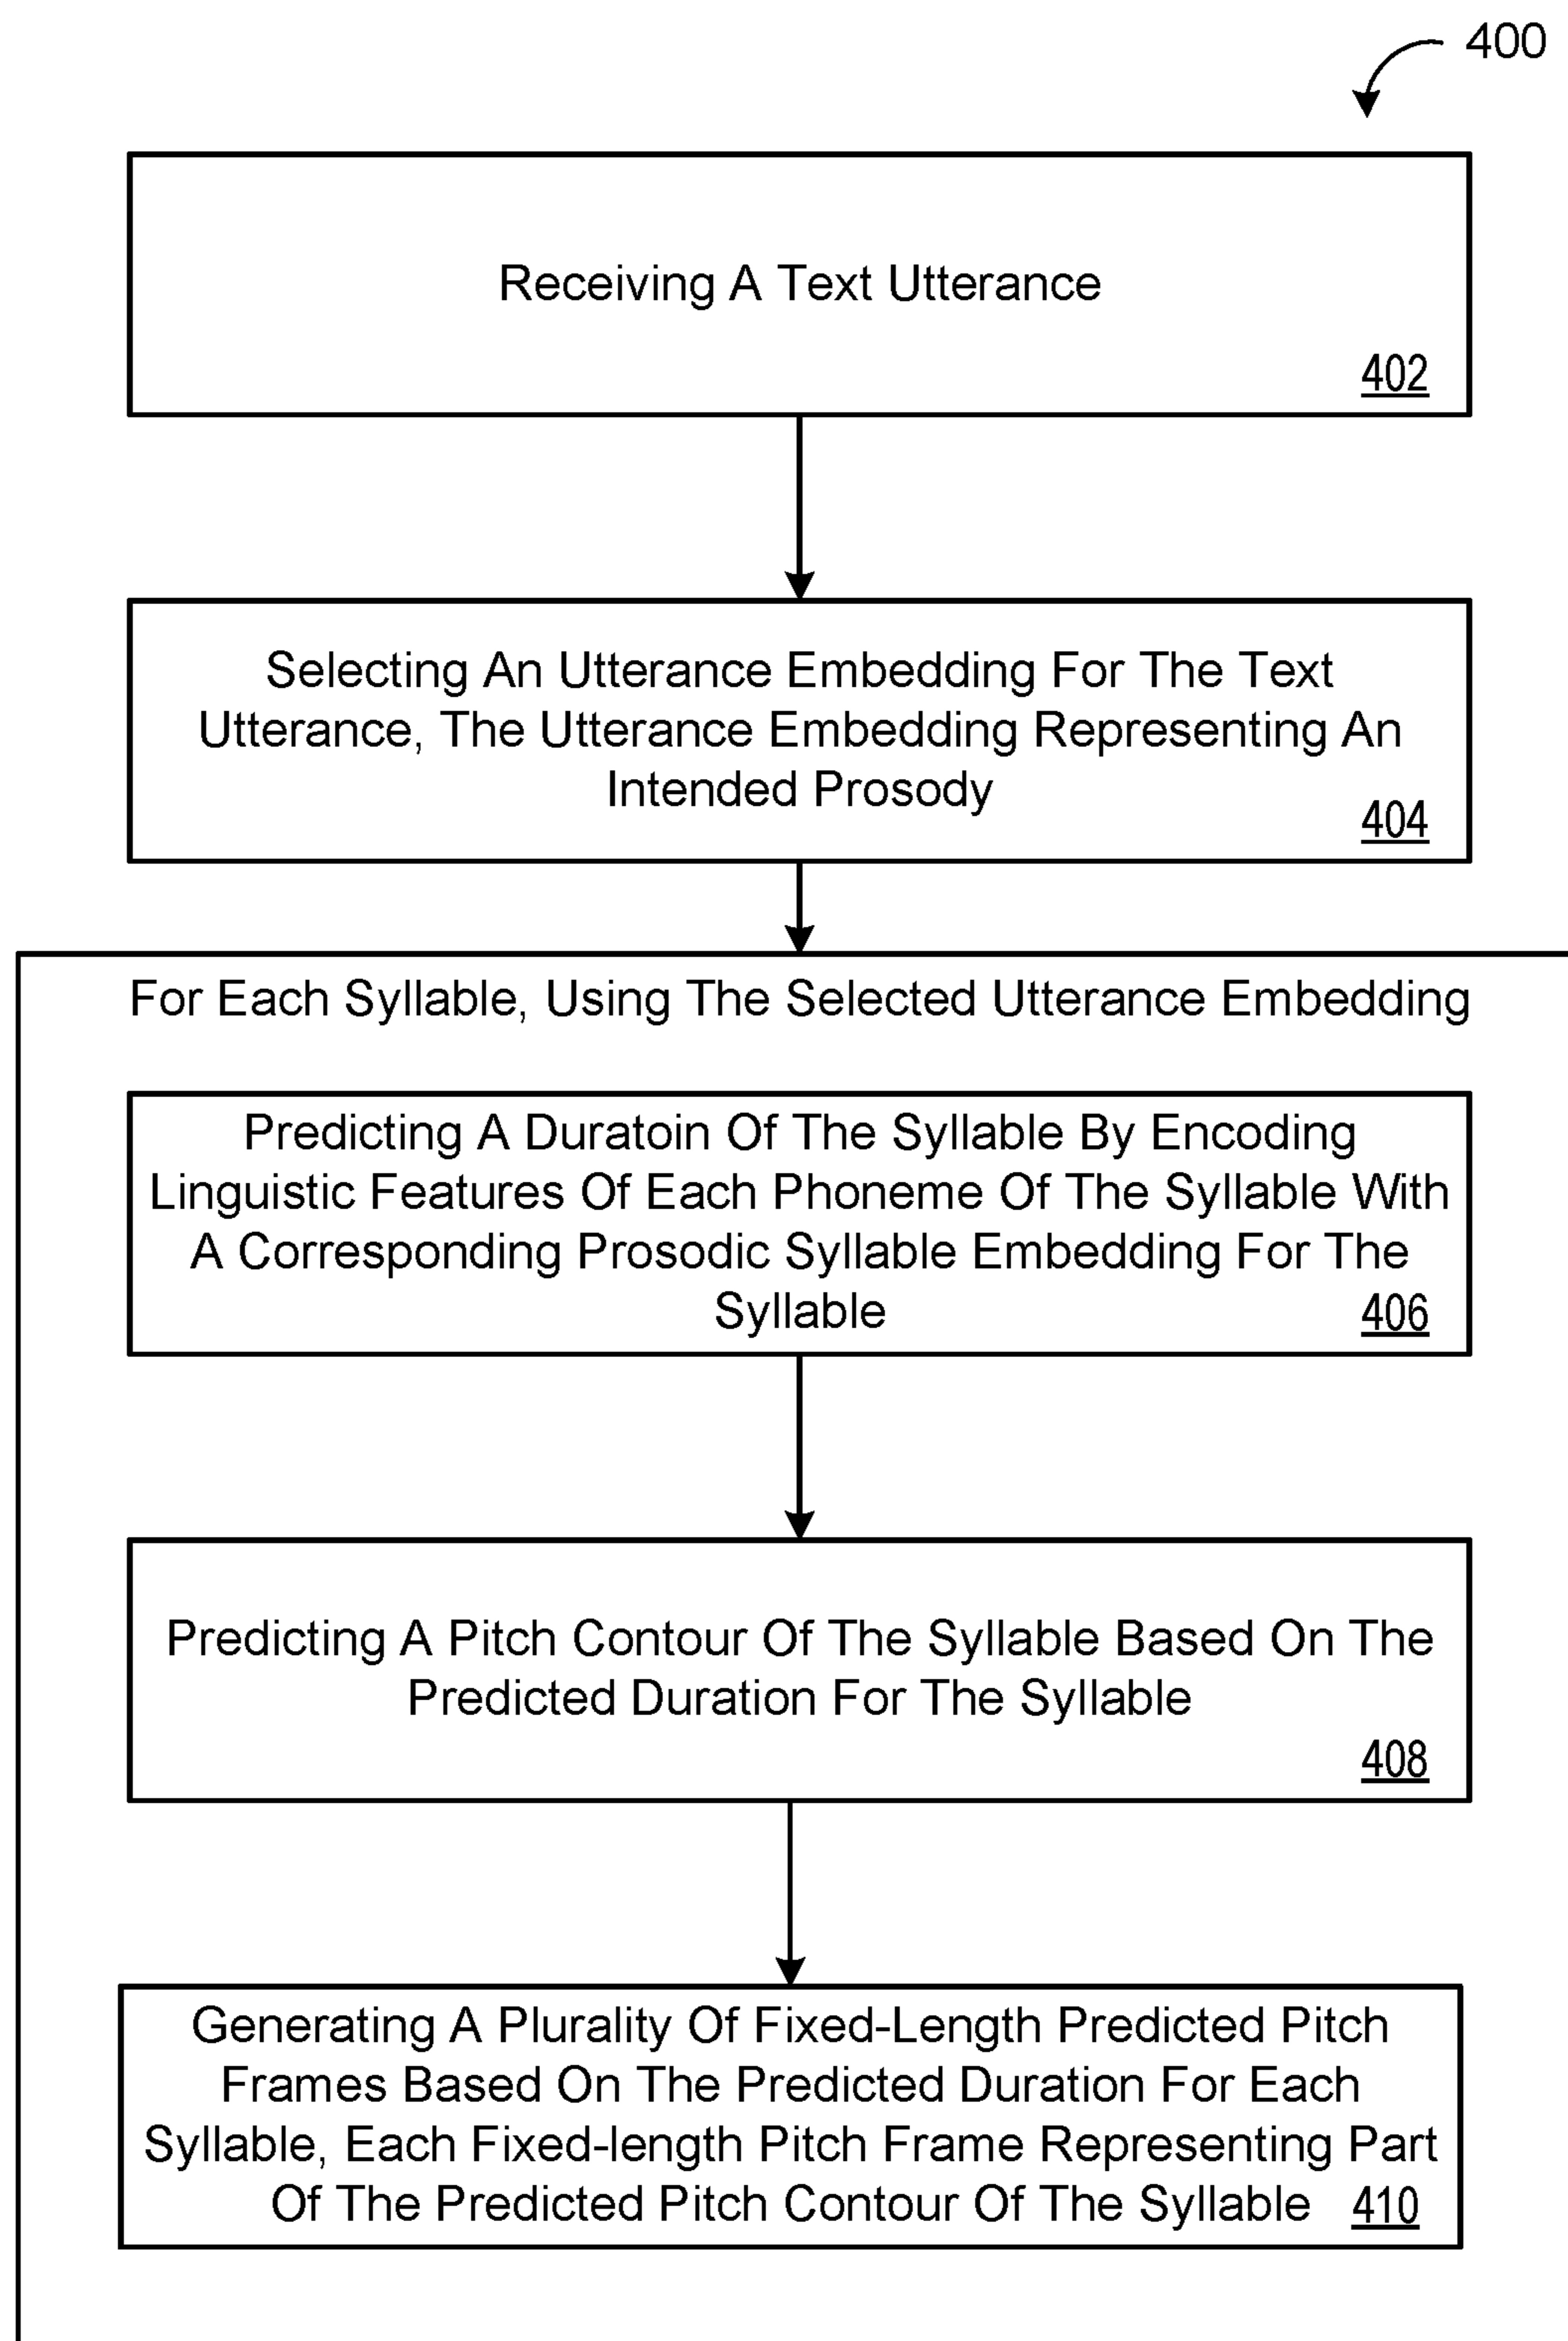 400
Receiving A Text Utterance
402
Selecting An Utterance Embedding For The Text
Utterance, The Utterance Embedding Representing An
Intended Prosody
404
For Each Syllable, Using The Selected Utterance Embedding
Predicting A Duratoin Of The Syllable By Encoding
Linguistic Features Of Each Phoneme Of The Syllable With
A Corresponding Prosodic Syllable Embedding For The
Syllable
406
Predicting A Pitch Contour Of The Syllable Based On The
Predicted Duration For The Syllable
408
Generating A Plurality Of Fixed-Length Predicted Pitch
Frames Based On The Predicted Duration For Each
Syllable, Each Fixed-length Pitch Frame Representing Part
Of The Predicted Pitch Contour Of The Syllable 410